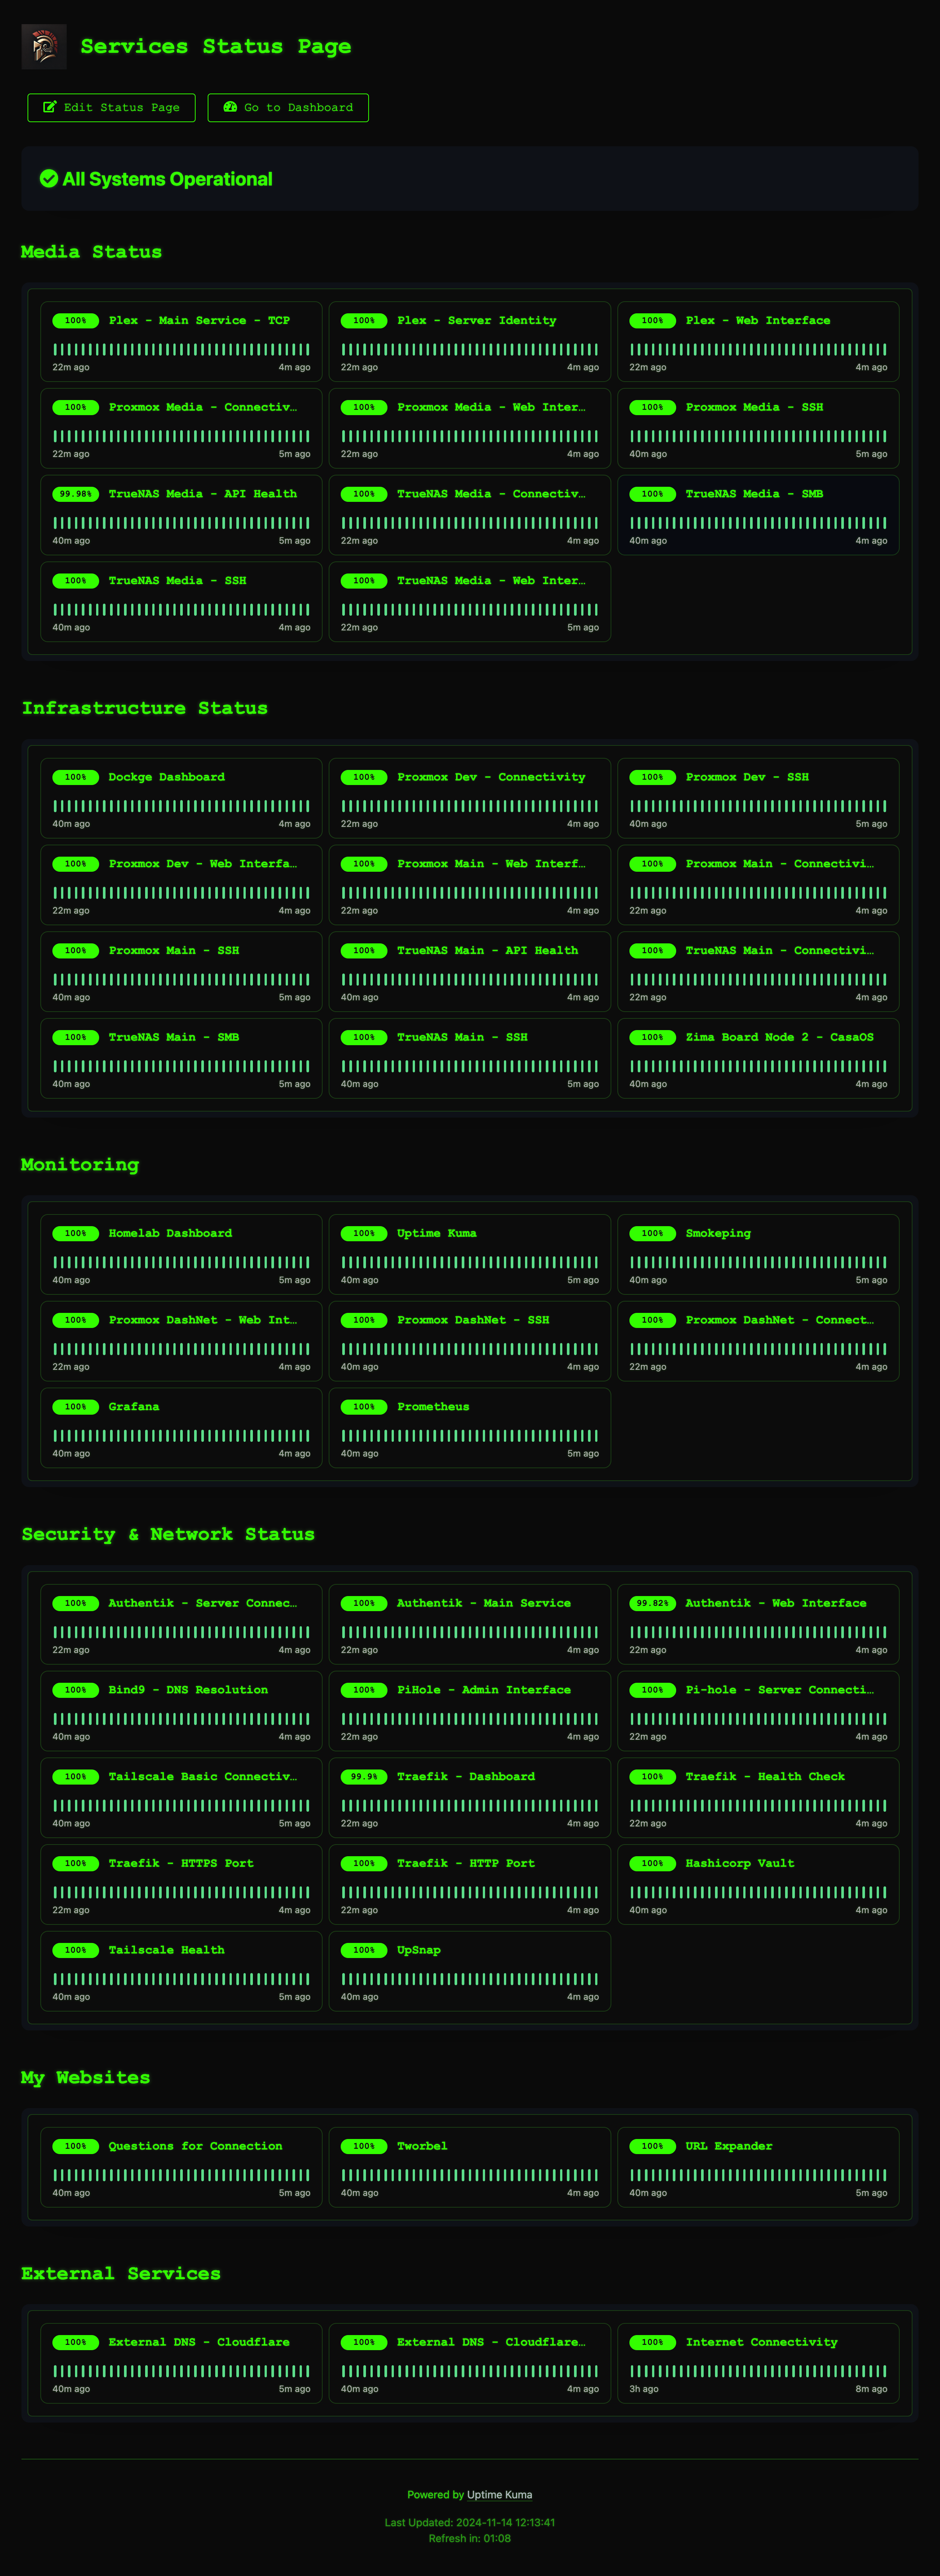 Services Status Page
Edit Status Page Go to Dashboard
All Systems Operational
Media Status
100% Plex - Main Service - TCP 100% Plex - Server Identity 100% Plex - Web Interface
22m ago 4m ago 22m ago 4m ago 22m ago 4m ago
100% Proxmox Media - Connectiv… 100% Proxmox Media - Web Inter… 100% Proxmox Media - SSH
22m ago 5m ago 22m ago 4m ago 40m ago 5m ago
99.98% TrueNAS Media - API Health 100% TrueNAS Media - Connectiv… 100% TrueNAS Media - SMB
40m ago 5m ago 22m ago 4m ago 40m ago 4m ago
100% TrueNAS Media - SSH 100% TrueNAS Media - Web Inter…
40m ago 4m ago 22m ago 5m ago
Infrastructure Status
100% Dockge Dashboard 100% Proxmox Dev - Connectivity 100% Proxmox Dev - SSH
40m ago 4m ago 22m ago 4m ago 40m ago 5m ago
100% Proxmox Dev - Web Interfa… 100% Proxmox Main - Web Interf… 100% Proxmox Main - Connectivi…
22m ago 4m ago 22m ago 4m ago 22m ago 4m ago
100% Proxmox Main - SSH 100% TrueNAS Main - API Health 100% TrueNAS Main - Connectivi…
40m ago 5m ago 40m ago 4m ago 22m ago 4m ago
100% TrueNAS Main - SMB 100% TrueNAS Main - SSH 100% Zima Board Node 2 - CasaOS
40m ago 5m ago 40m ago 5m ago 40m ago 4m ago
Monitoring
100% Homelab Dashboard 100% Uptime Kuma 100% Smokeping
40m ago 5m ago 40m ago 5m ago 40m ago 5m ago
100% Proxmox DashNet - Web Int… 100% Proxmox DashNet - SSH 100% Proxmox DashNet - Connect…
22m ago 4m ago 40m ago 4m ago 22m ago 4m ago
100% Grafana 100% Prometheus
40m ago 4m ago 40m ago 5m ago
Security & Network Status
100% Authentik - Server Connec… 100% Authentik - Main Service 99.82% Authentik - Web Interface
22m ago 4m ago 22m ago 4m ago 22m ago 4m ago
100% Bind9 - DNS Resolution 100% PiHole - Admin Interface 100% Pi-hole - Server Connecti…
40m ago 4m ago 22m ago 4m ago 22m ago 4m ago
100% Tailscale Basic Connectiv… 99.9% Traefik - Dashboard 100% Traefik - Health Check
40m ago 5m ago 22m ago 4m ago 22m ago 4m ago
100% Traefik - HTTPS Port 100% Traefik - HTTP Port 100% Hashicorp Vault
22m ago 4m ago 22m ago 4m ago 40m ago 4m ago
100% Tailscale Health 100% UpSnap
40m ago 5m ago 40m ago 4m ago
My Websites
100% Questions for Connection 100% Tworbel 100% URL Expander
40m ago 5m ago 40m ago 4m ago 40m ago 5m ago
External Services
100% External DNS - Cloudflare 100% External DNS - Cloudflare… 100% Internet Connectivity
40m ago 5m ago 40m ago 4m ago 3h ago 8m ago
Powered by Uptime Kuma
Last Updated: 2024-11-14 12:13:41
Refresh in: 01:08